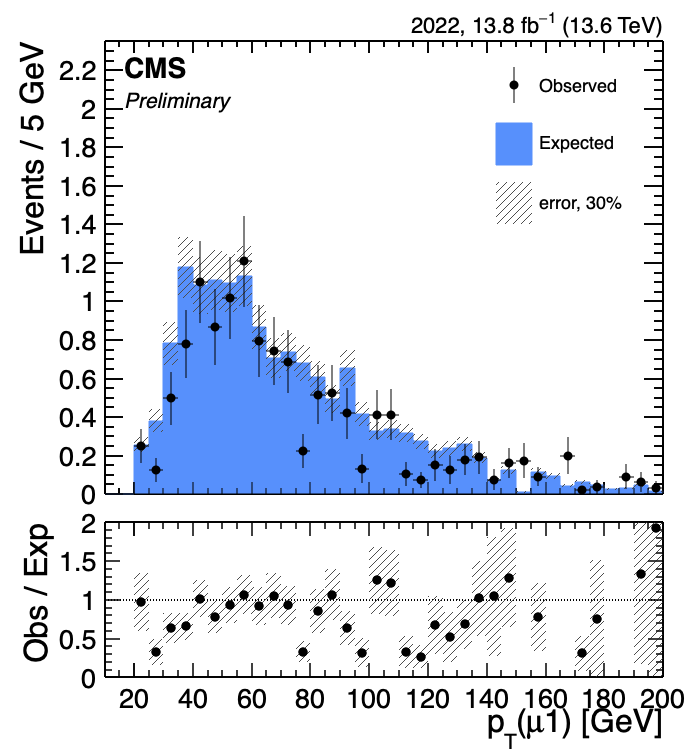 2022, 13.8 fb⁻¹ (13.6 TeV)
CMS
Preliminary
Observed
Expected
error, 30%
Events / 5 GeV
2.2
2
1.8
1.6
1.4
1.2
1
0.8
0.6
0.4
0.2
0
Obs / Exp
2
1.5
1
0.5
0
20 40 60 80 100 120 140 160 180 200
p_T(μ1) [GeV]